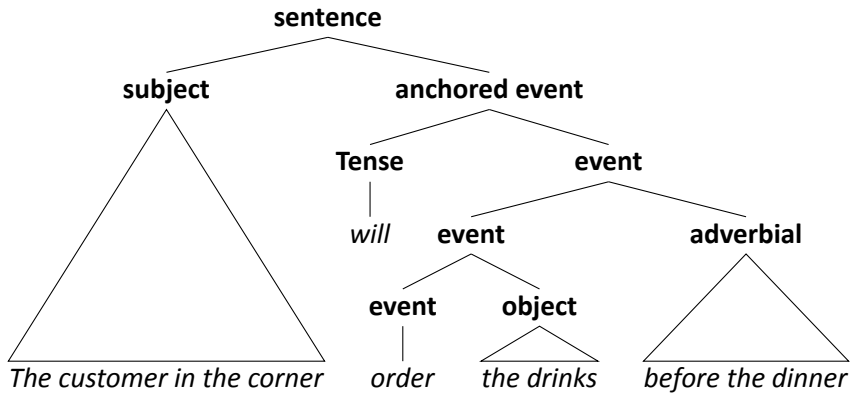 sentence
subject anchored event
Tense event
will event adverbial
event object
The customer in the corner order the drinks before the dinner